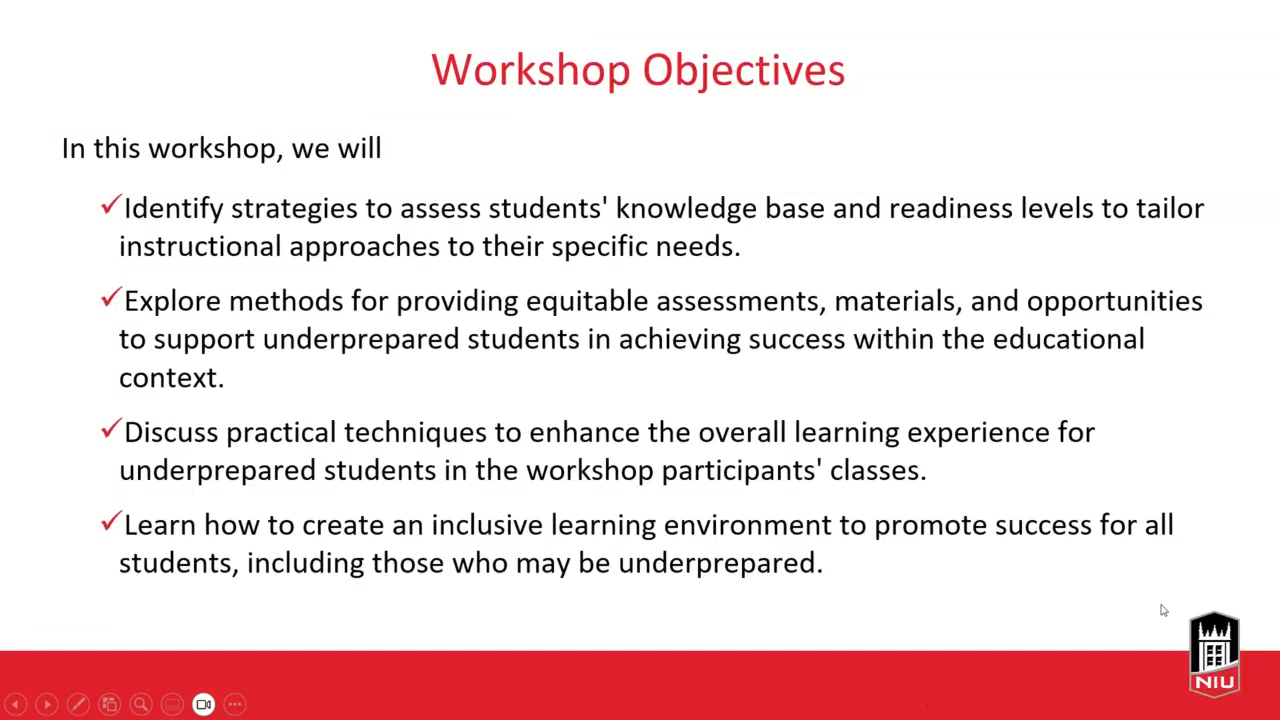 Workshop Objectives
In this workshop, we will
✓Identify strategies to assess students' knowledge base and readiness levels to tailor
instructional approaches to their specific needs.
✓Explore methods for providing equitable assessments, materials, and opportunities
to support underprepared students in achieving success within the educational
context.
✓Discuss practical techniques to enhance the overall learning experience for
underprepared students in the workshop participants' classes.
✓Learn how to create an inclusive learning environment to promote success for all
students, including those who may be underprepared.
NIU